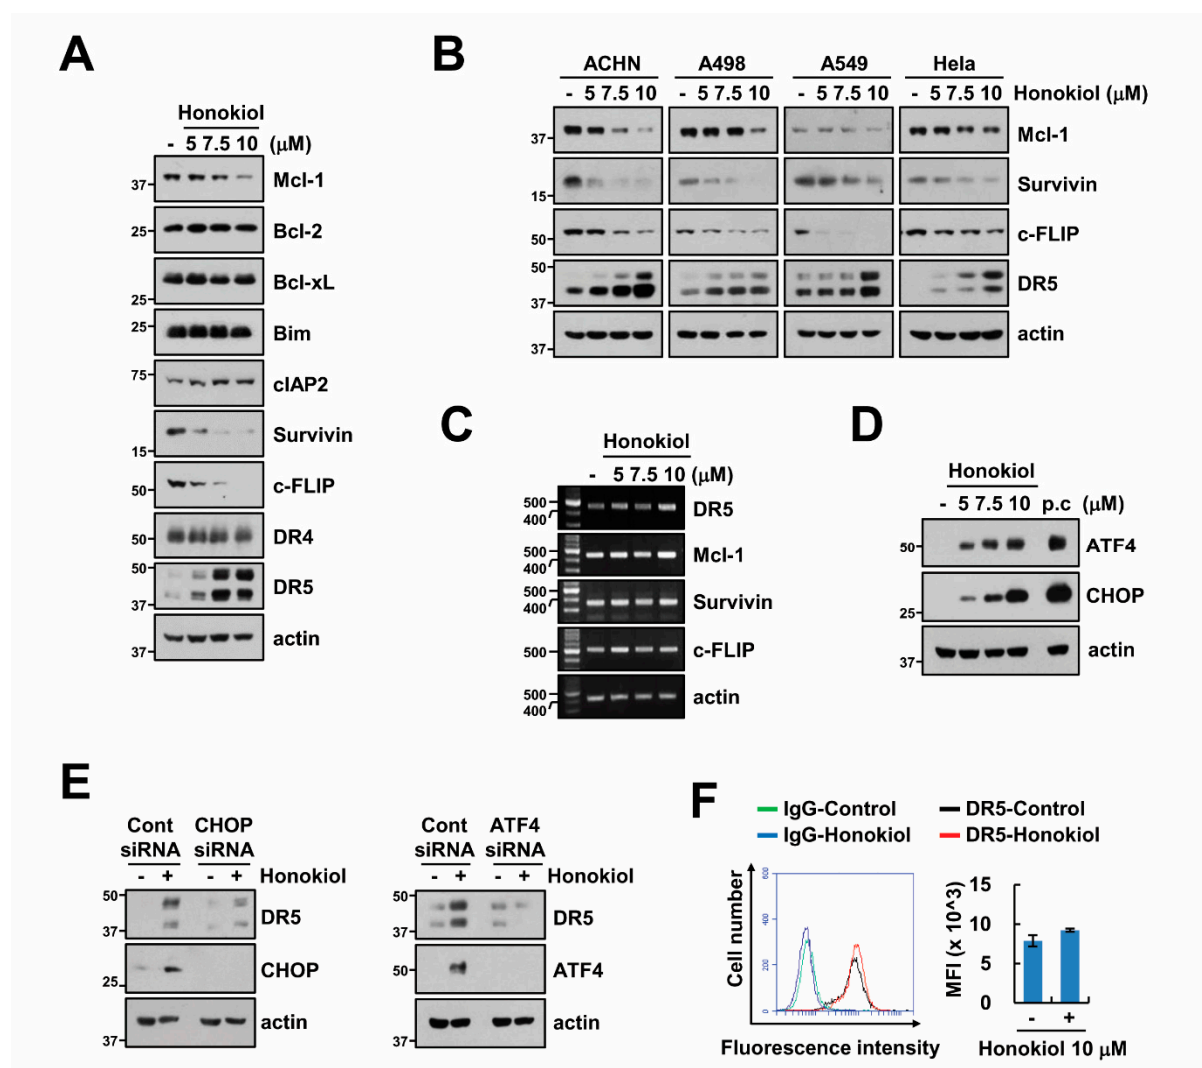 A
Honokiol
- 5 7.5 10 (μM)
37 Mcl-1
25 Bcl-2
Bcl-xL
25
25 Bim
75
cIAP2
Survivin
15
50 c-FLIP
50 DR4
50
DR5
37
actin
37
B
ACHN A498 A549 Hela
- 5 7.5 10 - 5 7.5 10 - 5 7.5 10 - 5 7.5 10 Honokiol (μM)
37 Mcl-1
Survivin
15
50 c-FLIP
50
DR5
37
actin
37
C
Honokiol
- 5 7.5 10 (μM)
500 DR5
400
500 Mcl-1
400
500
400 Survivin
500 c-FLIP
500 actin
400
D
Honokiol
- 5 7.5 10 p.c (μM)
50 ATF4
CHOP
25
actin
37
E
Cont CHOP
siRNA siRNA
- + - + Honokiol
50
DR5
37
CHOP
25
actin
37
Cont ATF4
siRNA siRNA
- + - + Honokiol
50
DR5
37
50 ATF4
actin
37
F
IgG-Control DR5-Control
IgG-Honokiol DR5-Honokiol
Cell number
600
400
200
0
Fluorescence intensity
MFI (x 10^3)
15
10
5
0
- +
Honokiol 10 μM